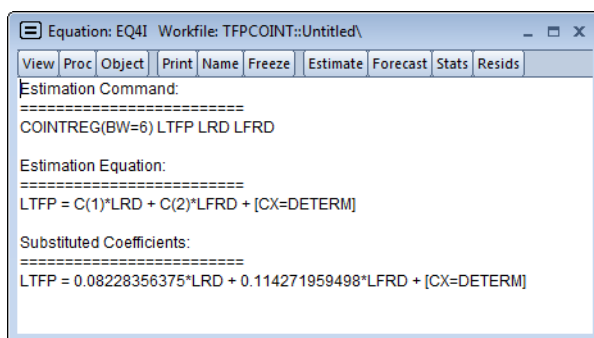 Equation: EQ4I Workfile: TFPCOINT::Untitled\
View Proc Object Print Name Freeze Estimate Forecast Stats Resids
Estimation Command:
=========================
COINTREG(BW=6) LTFP LRD LFRD
Estimation Equation:
=========================
LTFP = C(1)*LRD + C(2)*LFRD + [CX=DETERM]
Substituted Coefficients:
=========================
LTFP = 0.08228356375*LRD + 0.114271959498*LFRD + [CX=DETERM]